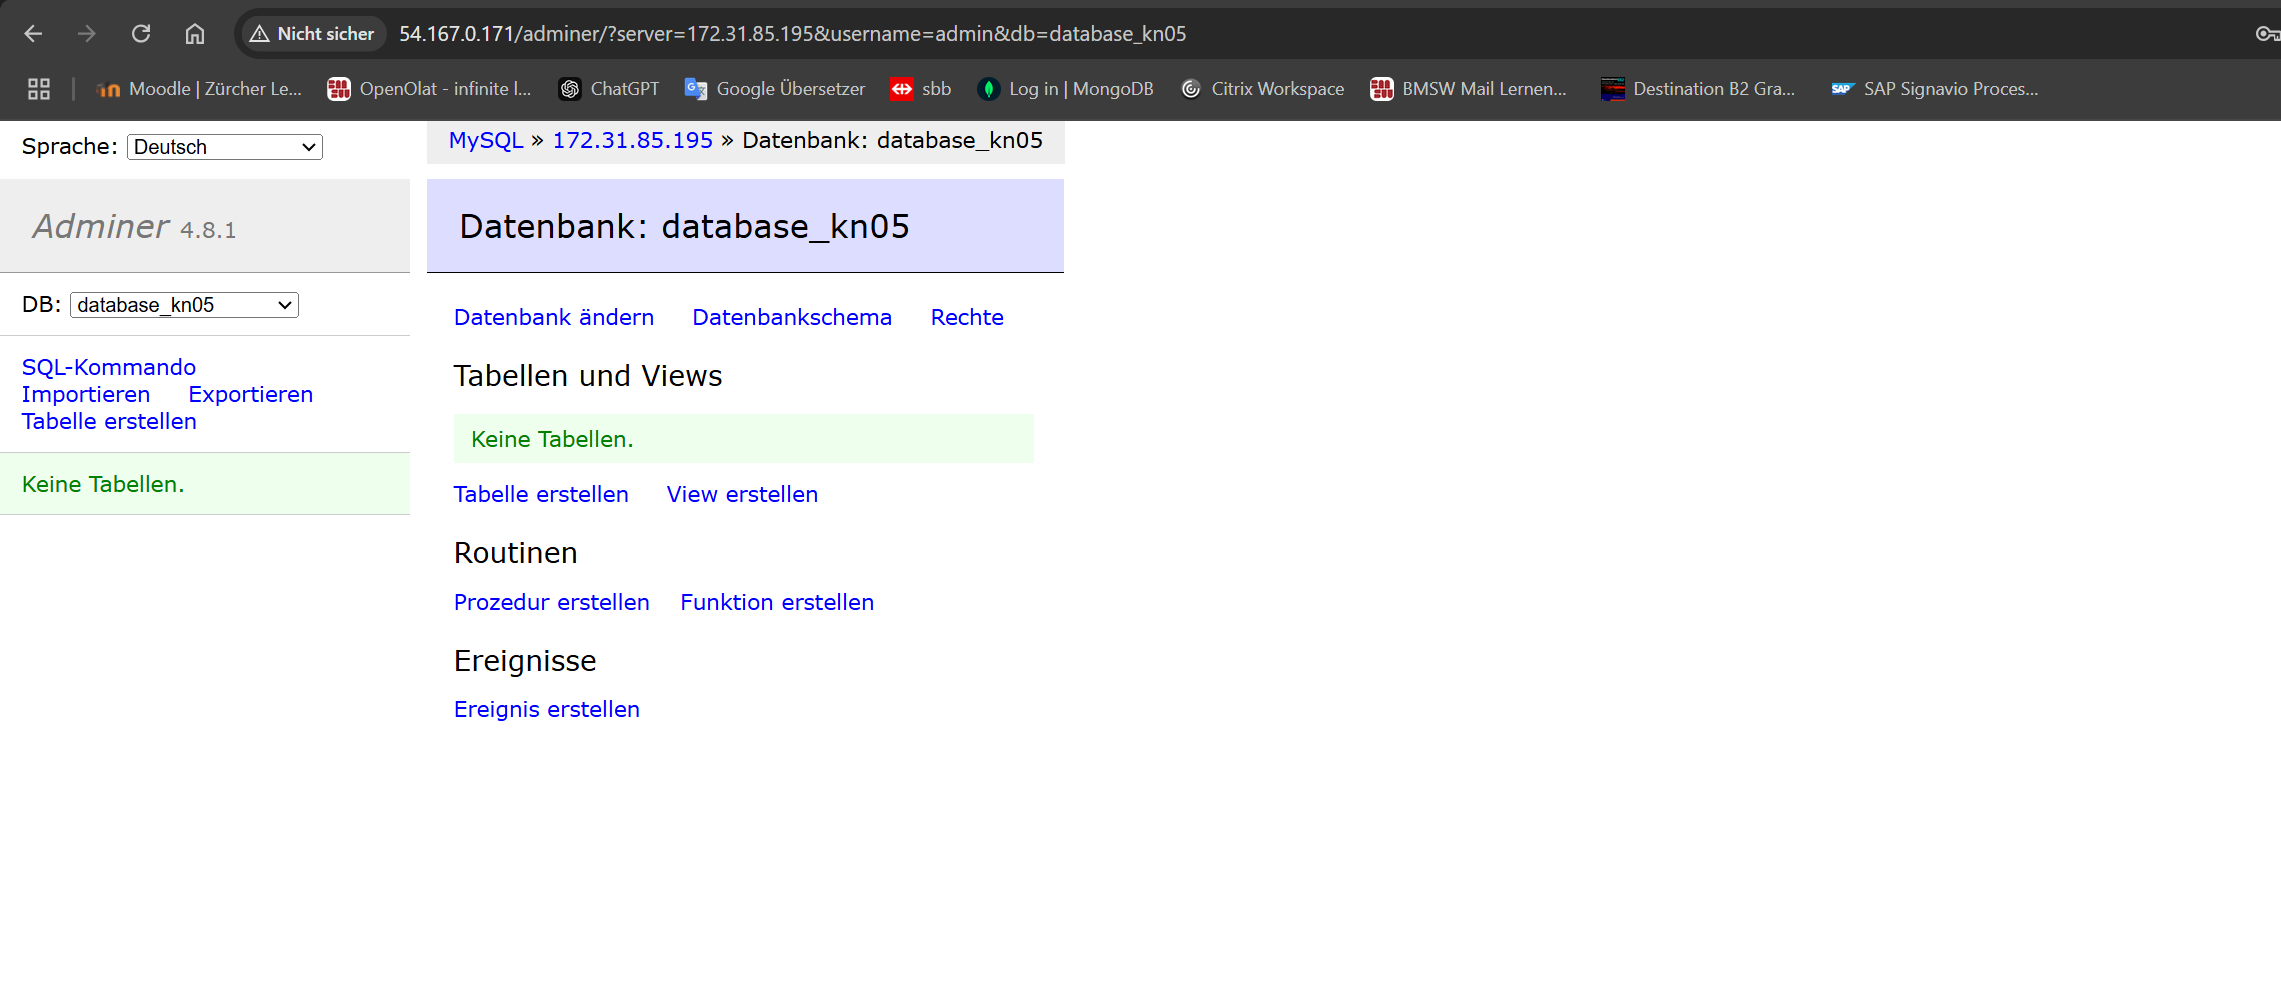 Nicht sicher 54.167.0.171/adminer/?server=172.31.85.195&username=admin&db=database_kn05
Moodle | Zürcher Le... OpenOlat - infinite l... ChatGPT Google Übersetzer sbb Log in | MongoDB Citrix Workspace BMSW Mail Lernen... Destination B2 Gra... SAP SAP Signavio Proces...
Sprache: Deutsch
MySQL » 172.31.85.195 » Datenbank: database_kn05
Adminer 4.8.1
Datenbank: database_kn05
DB: database_kn05
SQL-Kommando
Importieren Exportieren
Tabelle erstellen
Keine Tabellen.
Datenbank ändern Datenbankschema Rechte
Tabellen und Views
Keine Tabellen.
Tabelle erstellen View erstellen
Routinen
Prozedur erstellen Funktion erstellen
Ereignisse
Ereignis erstellen